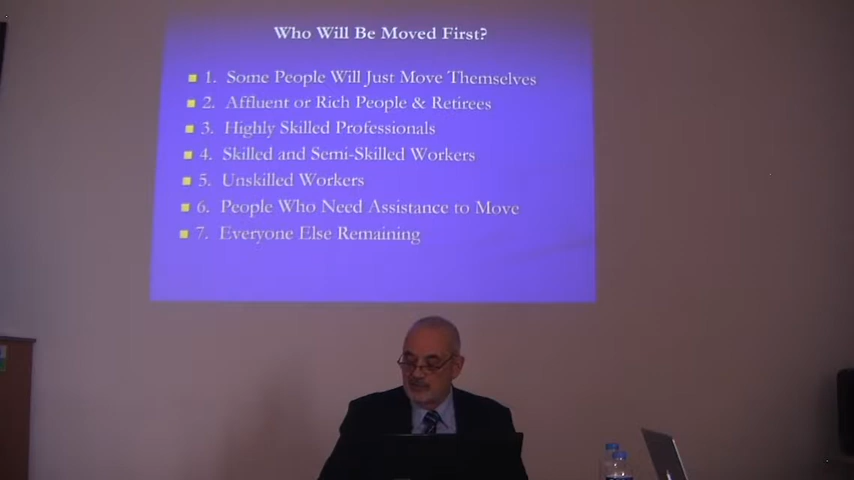 Who Will Be Moved First?
1. Some People Will Just Move Themselves
2. Affluent or Rich People & Retirees
3. Highly Skilled Professionals
4. Skilled and Semi-Skilled Workers
5. Unskilled Workers
6. People Who Need Assistance to Move
7. Everyone Else Remaining